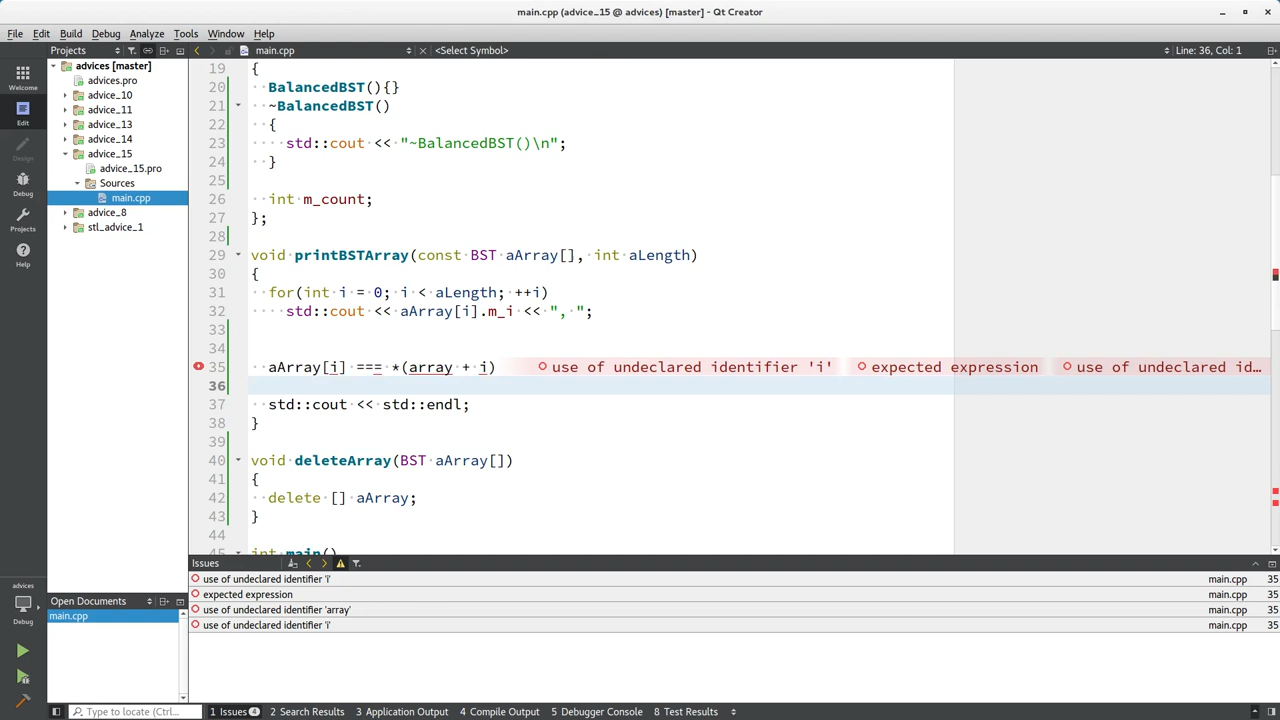 main.cpp (advice_15 @ advices) [master] - Qt Creator
File Edit Build Debug Analyze Tools Window Help
Projects main.cpp <Select Symbol> Line: 36, Col: 1
Welcome
Edit
Design
Debug
Projects
Help
advices [master]
advices.pro
advice_10
advice_11
advice_13
advice_14
advice_15
advice_15.pro
Sources
main.cpp
advice_8
stl_advice_1
19 {
20 BalancedBST(){}
21 ~BalancedBST()
22 {
23 std::cout << "~BalancedBST()\n";
24 }
25
26 int m_count;
27 };
28
29 void printBSTArray(const BST aArray[], int aLength)
30 {
31 for(int i = 0; i < aLength; ++i)
32 std::cout << aArray[i].m_i << ", ";
33
34
35 aArray[i] === *(array + i) use of undeclared identifier 'i' expected expression use of undeclared id…
36
37 std::cout << std::endl;
38 }
39
40 void deleteArray(BST aArray[])
41 {
42 delete [] aArray;
43 }
44
45 int main()
Issues
use of undeclared identifier 'i' main.cpp 35
expected expression main.cpp 35
use of undeclared identifier 'array' main.cpp 35
use of undeclared identifier 'i' main.cpp 35
advices
Debug
Open Documents
main.cpp
Type to locate (Ctrl... 1 Issues 4 2 Search Results 3 Application Output 4 Compile Output 5 Debugger Console 8 Test Results